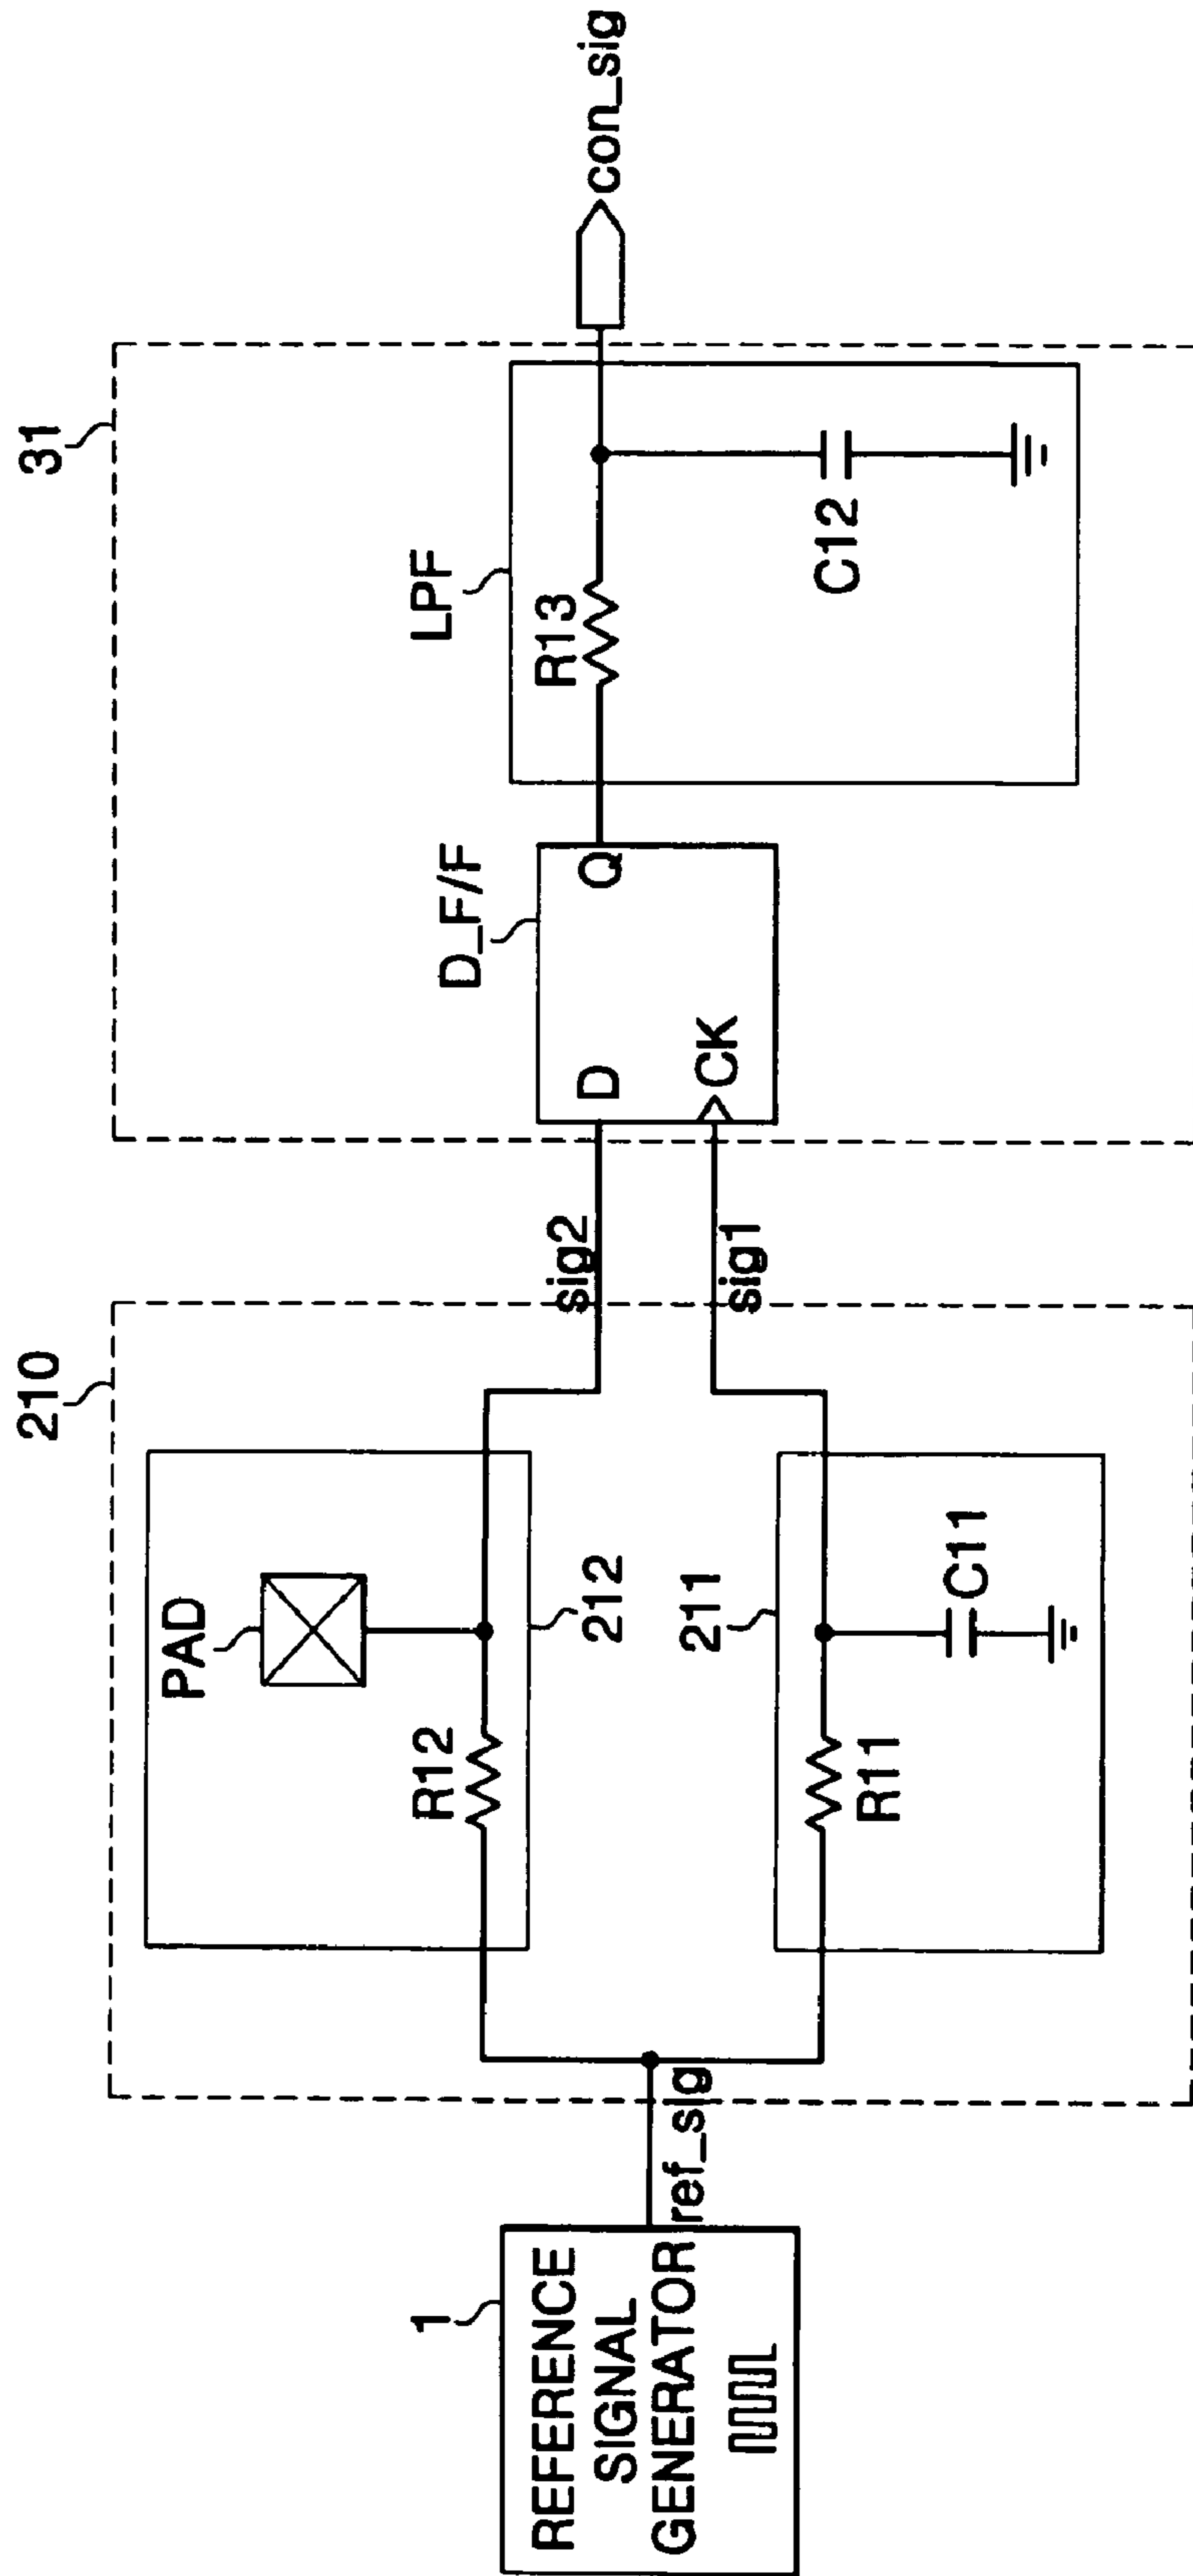 1
REFERENCE
SIGNAL
GENERATOR
ref_sig
210
PAD
R12
212
211
R11
C11
sig2
sig1
31
D_F/F
D
Q
CK
LPF
R13
C12
con_sig